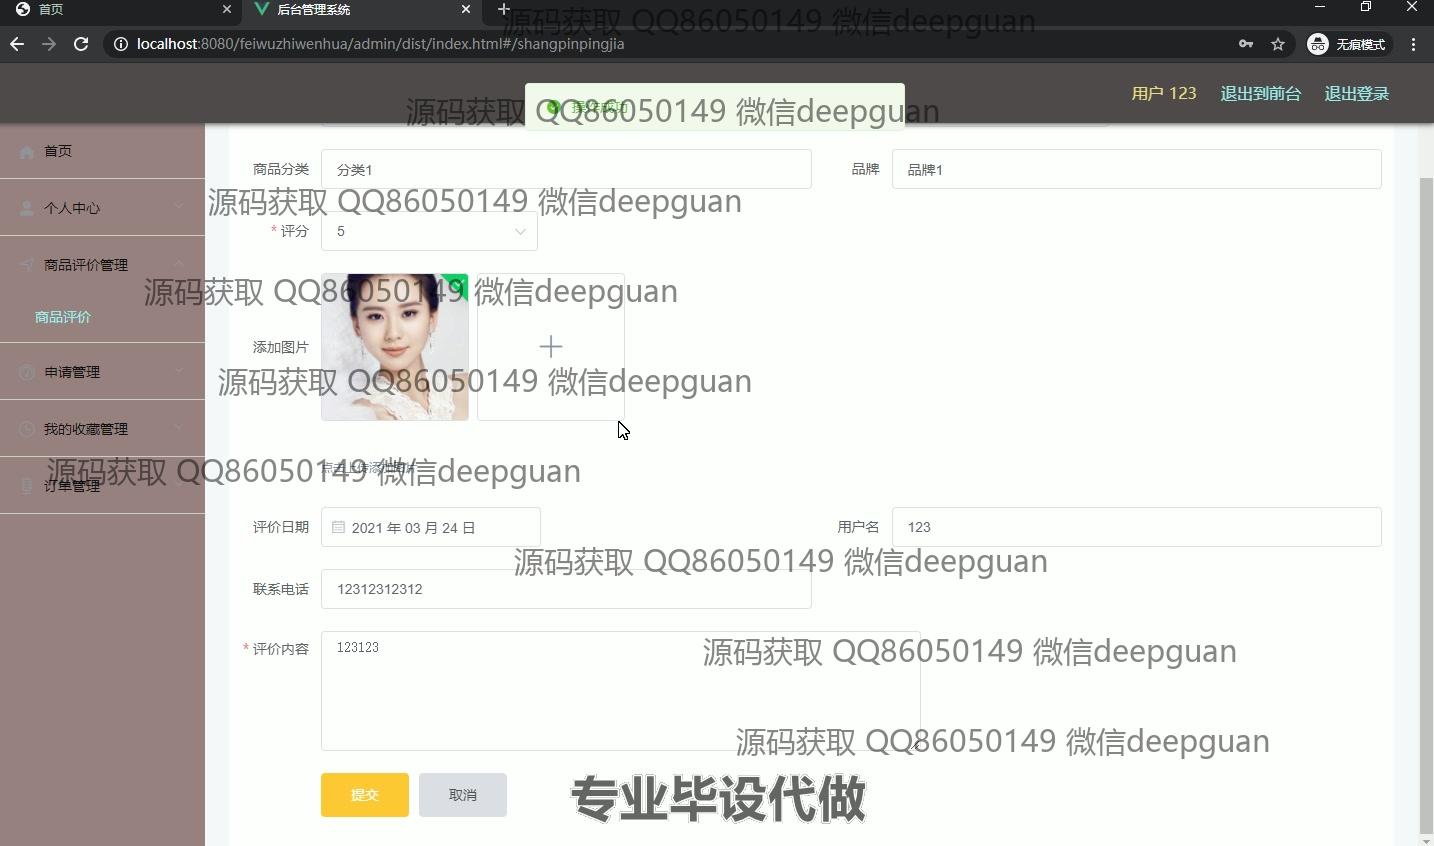 首页
后台管理系统
源码获取 QQ86050149 微信deepguan
localhost:8080/feiwuzhiwenhua/admin/dist/index.html#/shangpinpingjia
无痕模式
用户 123
退出到前台
退出登录
操作成功
源码获取 QQ86050149 微信deepguan
首页
商品分类
分类1
品牌
品牌1
个人中心
源码获取 QQ86050149 微信deepguan
* 评分
5
商品评价管理
源码获取 QQ86050149 微信deepguan
商品评价
添加图片
申请管理
源码获取 QQ86050149 微信deepguan
我的收藏管理
点击上传添加图片
源码获取 QQ86050149 微信deepguan
订单管理
评价日期
2021 年 03 月 24 日
用户名
123
源码获取 QQ86050149 微信deepguan
联系电话
12312312312
* 评价内容
123123
源码获取 QQ86050149 微信deepguan
源码获取 QQ86050149 微信deepguan
提交
取消
专业毕设代做